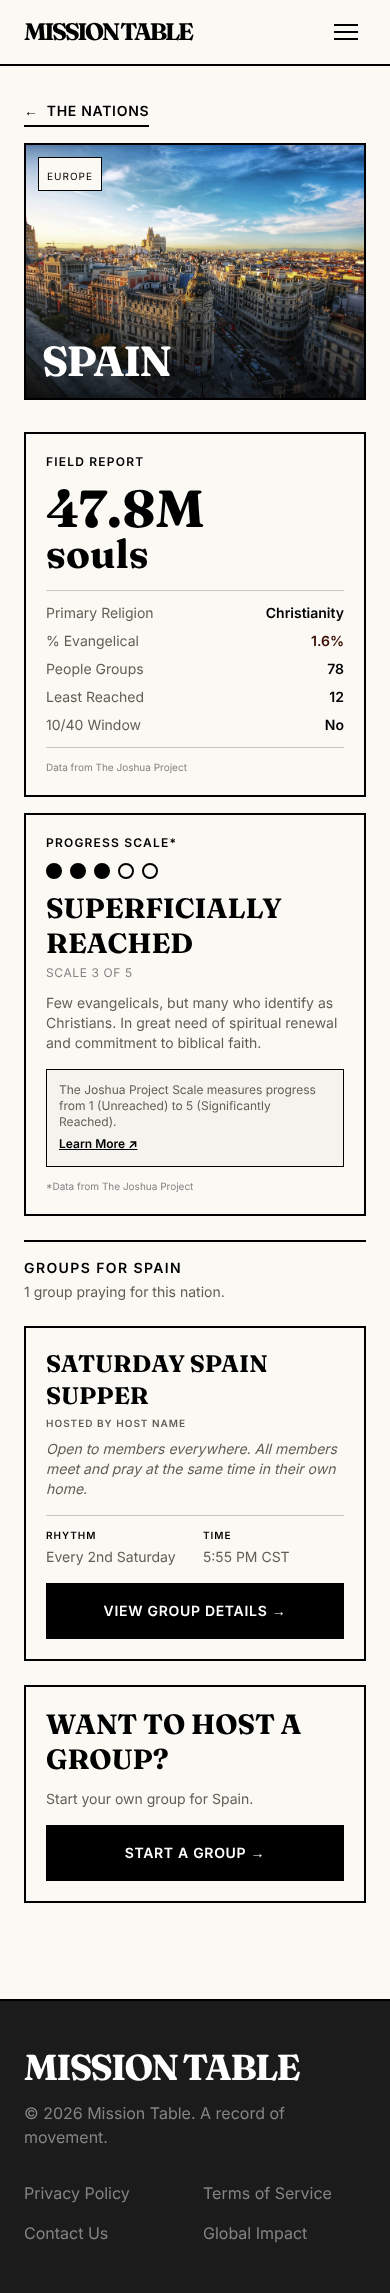 MISSION TABLE
← THE NATIONS
EUROPE
SPAIN
FIELD REPORT
47.8M
souls
Primary Religion Christianity
% Evangelical 1.6%
People Groups 78
Least Reached 12
10/40 Window No
Data from The Joshua Project
PROGRESS SCALE*
SUPERFICIALLY
REACHED
SCALE 3 OF 5
Few evangelicals, but many who identify as
Christians. In great need of spiritual renewal
and commitment to biblical faith.
The Joshua Project Scale measures progress
from 1 (Unreached) to 5 (Significantly
Reached).
Learn More ↗
*Data from The Joshua Project
GROUPS FOR SPAIN
1 group praying for this nation.
SATURDAY SPAIN
SUPPER
HOSTED BY HOST NAME
Open to members everywhere. All members
meet and pray at the same time in their own
home.
RHYTHM TIME
Every 2nd Saturday 5:55 PM CST
VIEW GROUP DETAILS →
WANT TO HOST A
GROUP?
Start your own group for Spain.
START A GROUP →
MISSION TABLE
© 2026 Mission Table. A record of
movement.
Privacy Policy Terms of Service
Contact Us Global Impact